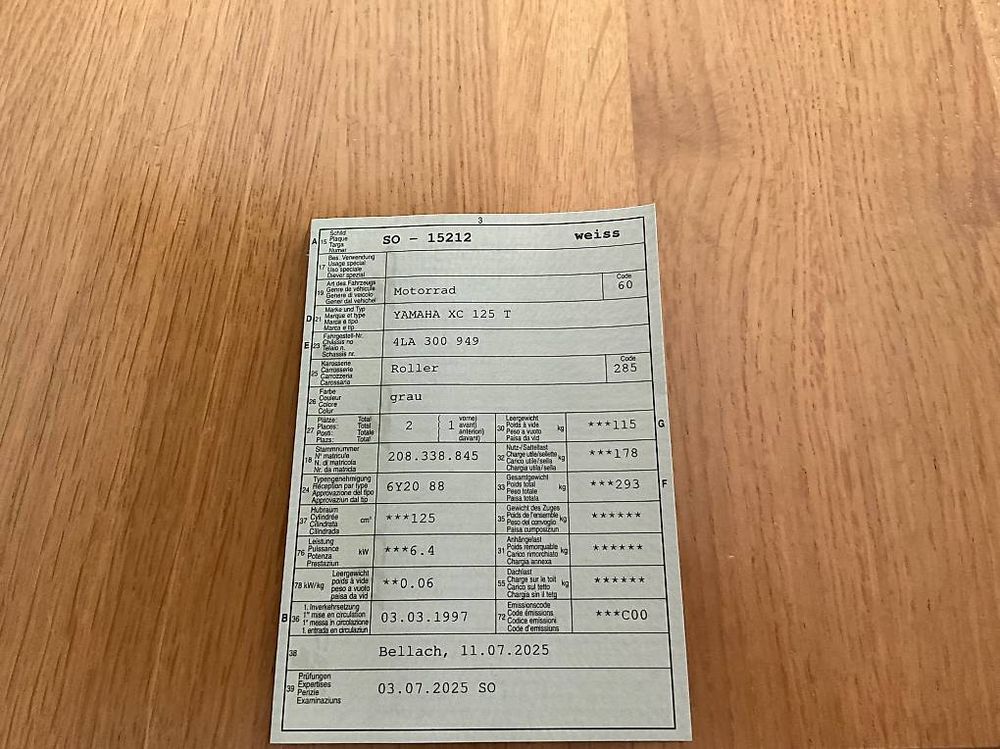 3
A 15 Schild
Plaque
Targa
Numer
SO - 15212 weiss
17 Bes. Verwendung
Usage spécial
Uso speciale
Diever spezial
19 Art des Fahrzeugs
Genre de véhicule
Genere di veicolo
Gener dal vehichel
Motorrad
Code
60
D 21 Marke und Typ
Marque et type
Marca e tipo
Marca e tip
YAMAHA XC 125 T
E 23 Fahrgestell-Nr.
Châssis no
Telaio n.
Schassis nr.
4LA 300 949
25 Karosserie
Carrosserie
Carrozzeria
Carossaria
Roller
Code
285
26 Farbe
Couleur
Colore
Colur
grau
27 Plätze: Total
Places: Total
Posti: Totale
Plazs: Total
2
1 vorne)
avant)
anteriori)
davant)
30 Leergewicht
Poids à vide
Peso a vuoto
Paisa da vid
kg
***115 G
18 Stammnummer
N° matricule
N. di matricola
Nr. da matricla
208.338.845
32 Nutz-/Sattellast
Charge utile/sellette
Carico utile/sella
Chargia utila/sella
kg
***178
24 Typengenehmigung
Réception par type
Approvazione del tipo
Approvaziun dal tip
6Y20 88
33 Gesamtgewicht
Poids total
Peso totale
Paisa totala
kg
***293 F
37 Hubraum
Cylindrée
Cilindrata
Cilindrada
cm³
***125
35 Gewicht des Zuges
Poids de l'ensemble
Peso del convoglio
Paisa cumposiziun
kg
******
76 Leistung
Puissance
Potenza
Prestaziun
kW
***6.4
31 Anhängelast
Poids remorquable
Carico rimorchiato
Chargia annexa
kg
******
78 kW/kg Leergewicht
poids à vide
peso a vuoto
paisa da vid
**0.06
55 Dachlast
Charge sur le toit
Carico sul tetto
Chargia sin il tetg
kg
******
B 36 1. Inverkehrsetzung
1re mise en circulation
1a messa in circolazione
1. entrada en circulaziun
03.03.1997
72 Emissionscode
Code émissions
Codice emissioni
Code d'emissiuns
***C00
38 Bellach, 11.07.2025
39 Prüfungen
Expertises
Perizie
Examinaziuns
03.07.2025 SO